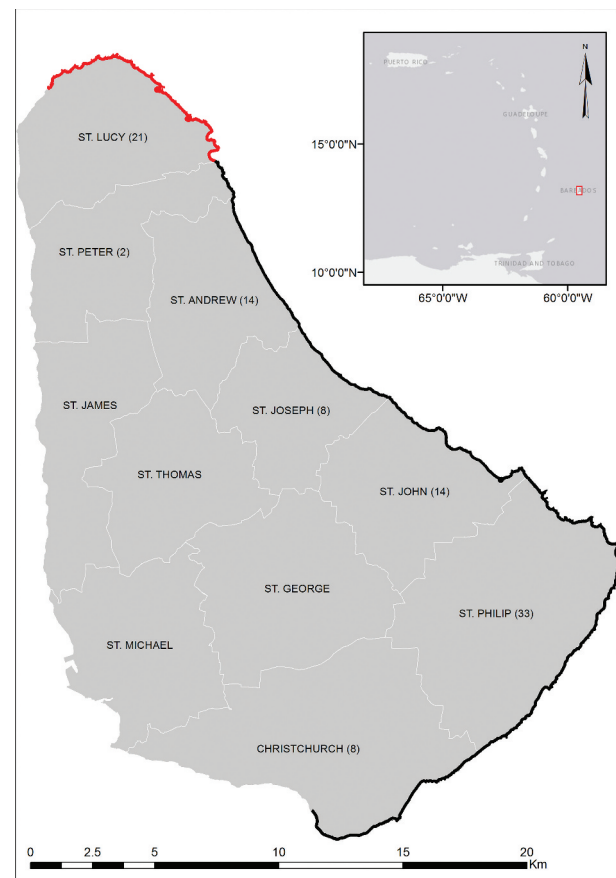 N
PUERTO RICO
GUADELOUPE
15°0'0"N
BARBADOS
10°0'0"N
TRINIDAD AND TOBAGO
65°0'0"W
60°0'0"W
ST. LUCY (21)
ST. PETER (2)
ST. ANDREW (14)
ST. JAMES
ST. JOSEPH (8)
ST. THOMAS
ST. JOHN (14)
ST. GEORGE
ST. PHILIP (33)
ST. MICHAEL
CHRISTCHURCH (8)
0 2.5 5 10 15 20
Km